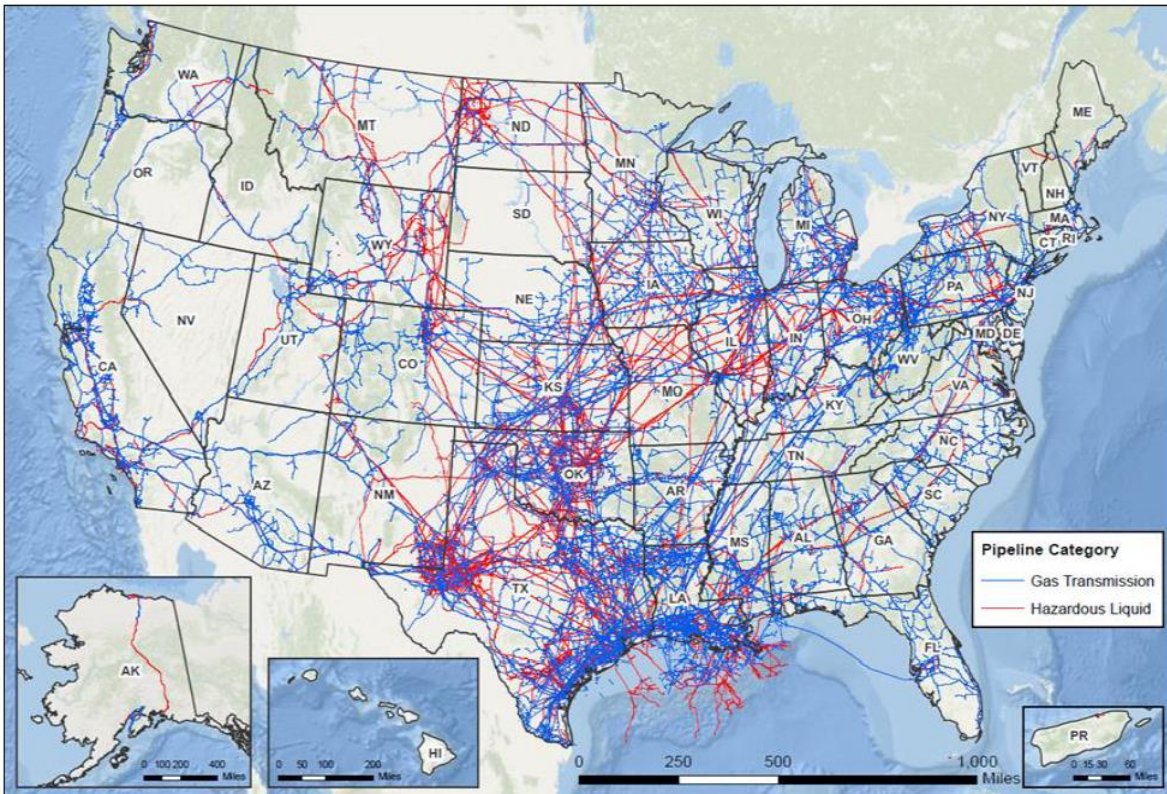 WA
MT
ND
ME
OR
ID
MN
VT
NH
SD
WI
MI
NY
MA
WY
CT
RI
IA
PA
NJ
NE
OH
NV
UT
IL
IN
MD
DE
CA
CO
WV
KS
MO
VA
KY
NC
OK
TN
AZ
NM
AR
SC
MS
AL
GA
TX
LA
FL
Pipeline Category
Gas Transmission
Hazardous Liquid
AK
0 100 200 400
Miles
HI
0 50 100 200
Miles
0 250 500 1,000
Miles
PR
0 15 30 60
Miles